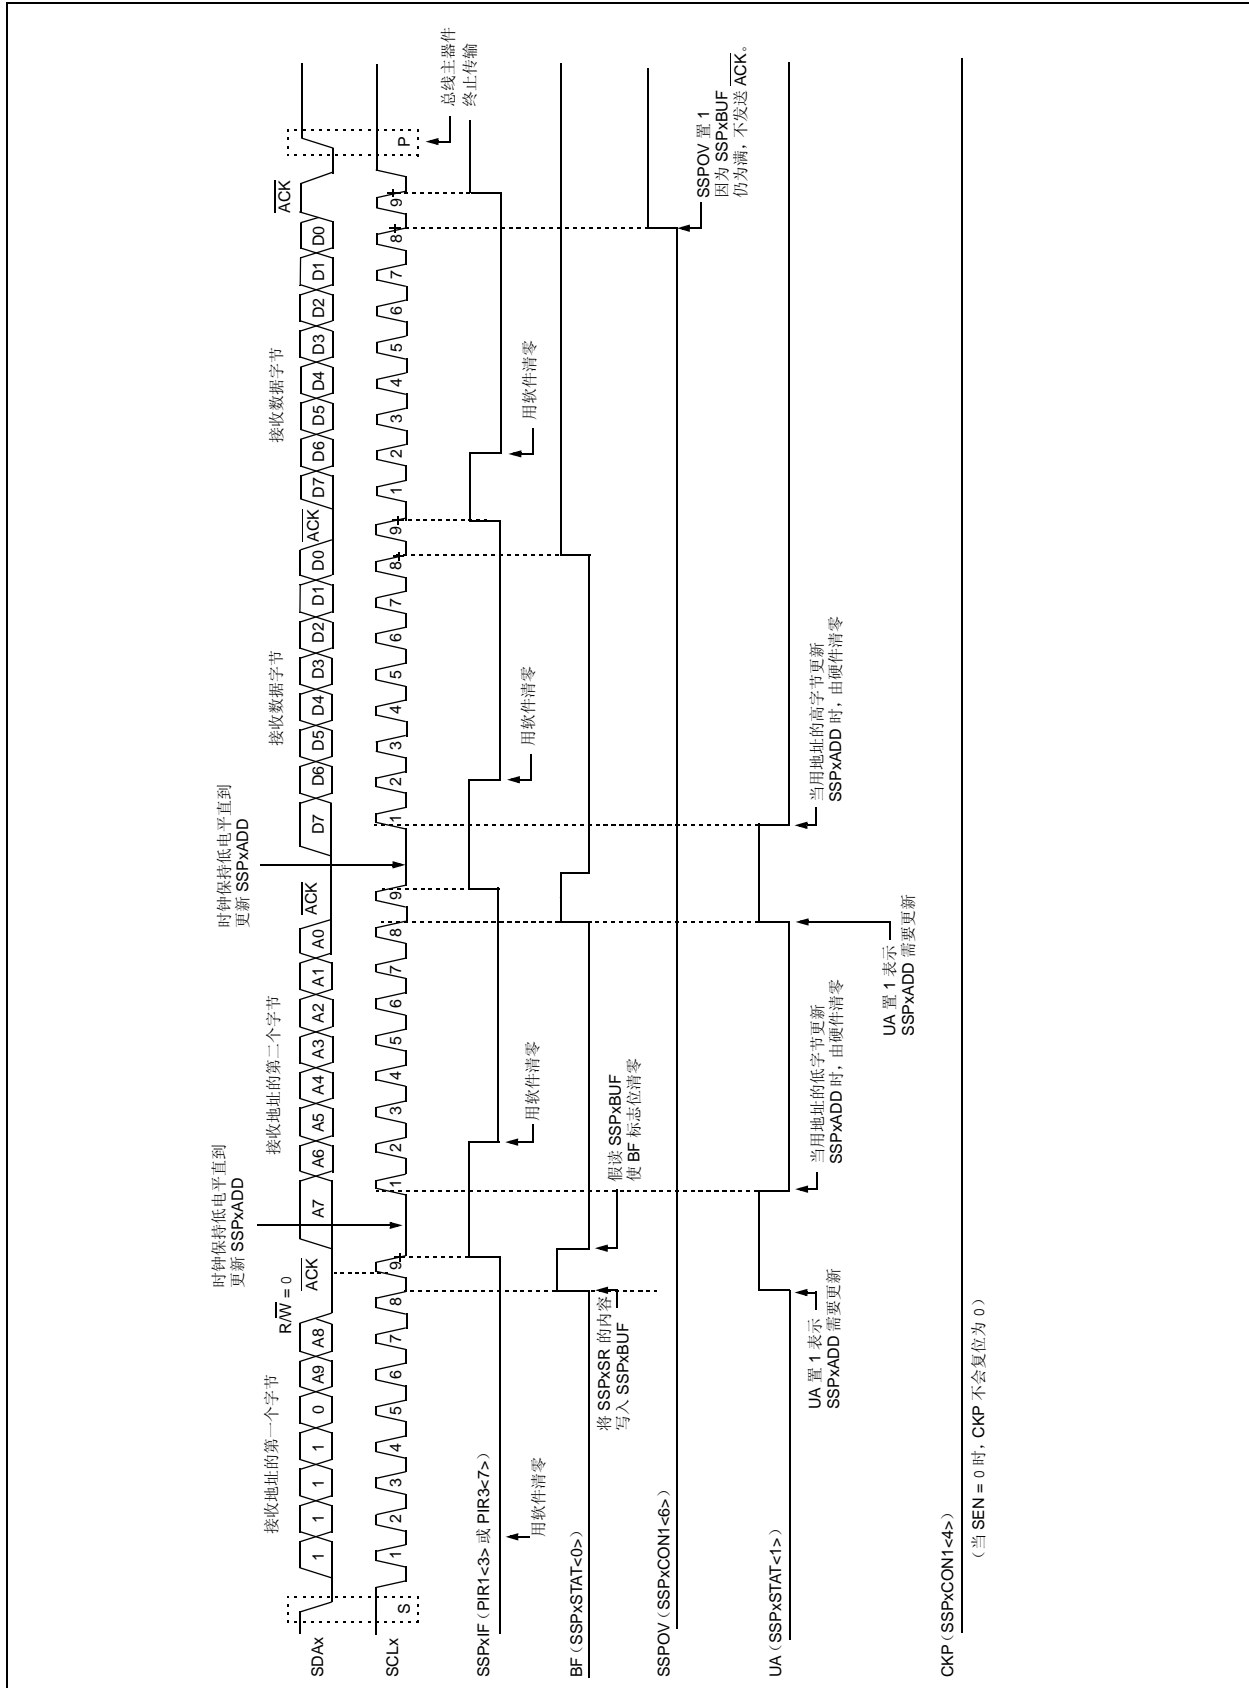 SDAx
接收地址的第一个字节
1 1 1 1 0 A9 A8
R/W = 0
ACK
时钟保持低电平直到
更新 SSPxADD
接收地址的第二个字节
A7 A6 A5 A4 A3 A2 A1 A0
ACK
时钟保持低电平直到
更新 SSPxADD
接收数据字节
D7 D6 D5 D4 D3 D2 D1 D0
ACK
接收数据字节
D7 D6 D5 D4 D3 D2 D1 D0
ACK
SCLx
S
1 2 3 4 5 6 7 8 9
1 2 3 4 5 6 7 8 9
1 2 3 4 5 6 7 8 9
1 2 3 4 5 6 7 8 9
P
总线主器件
终止传输
SSPxIF（PIR1<3> 或 PIR3<7>）
用软件清零
用软件清零
用软件清零
用软件清零
BF（SSPxSTAT<0>）
将 SSPxSR 的内容
写入 SSPxBUF
假读 SSPxBUF
使 BF 标志位清零
SSPOV（SSPxCON1<6>）
SSPOV 置 1
因为 SSPxBUF
仍为满，不发送 ACK。
UA（SSPxSTAT<1>）
UA 置 1 表示
SSPxADD 需要更新
当用地址的低字节更新
SSPxADD 时，由硬件清零
UA 置 1 表示
SSPxADD 需要更新
当用地址的高字节更新
SSPxADD 时，由硬件清零
CKP（SSPxCON1<4>）
（当 SEN = 0 时，CKP 不会复位为 0）